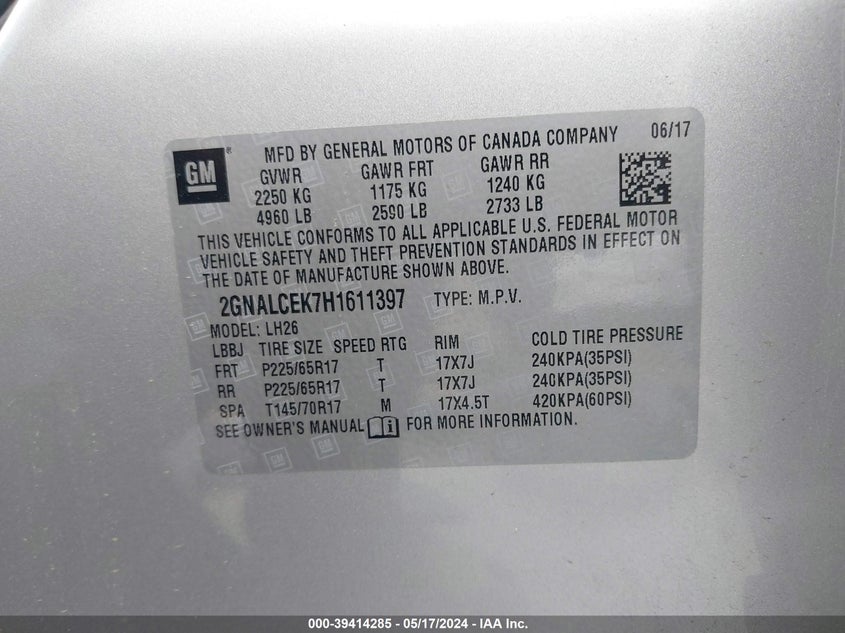 GM ® MFD BY GENERAL MOTORS OF CANADA COMPANY 06/17
GVWR GAWR FRT GAWR RR
2250 KG 1175 KG 1240 KG
4960 LB 2590 LB 2733 LB
THIS VEHICLE CONFORMS TO ALL APPLICABLE U.S. FEDERAL MOTOR
VEHICLE SAFETY AND THEFT PREVENTION STANDARDS IN EFFECT ON
THE DATE OF MANUFACTURE SHOWN ABOVE.
2GNALCEK7H1611397 TYPE: M.P.V.
MODEL: LH26
LBBJ TIRE SIZE SPEED RTG RIM COLD TIRE PRESSURE
FRT P225/65R17 T 17X7J 240KPA(35PSI)
RR P225/65R17 T 17X7J 240KPA(35PSI)
SPA T145/70R17 M 17X4.5T 420KPA(60PSI)
SEE OWNER'S MANUAL i FOR MORE INFORMATION.
000-39414285 - 05/17/2024 - IAA Inc.